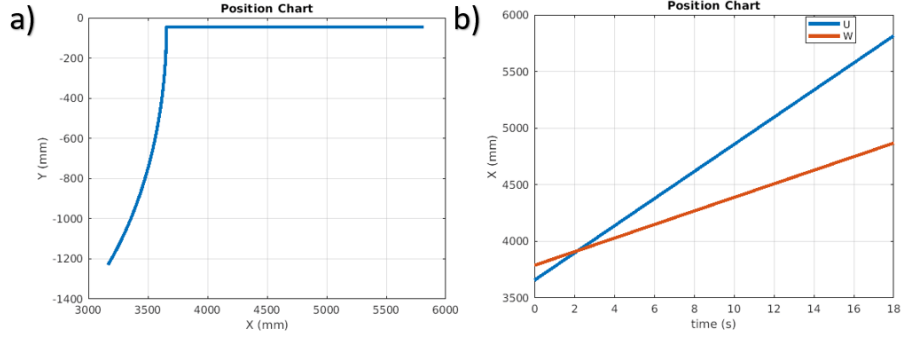 a)
Position Chart
0
-200
-400
-600
-800
-1000
-1200
-1400
Y (mm)
3000 3500 4000 4500 5000 5500 6000
X (mm)
b)
Position Chart
U
W
6000
5500
5000
4500
4000
3500
X (mm)
0 2 4 6 8 10 12 14 16 18
time (s)